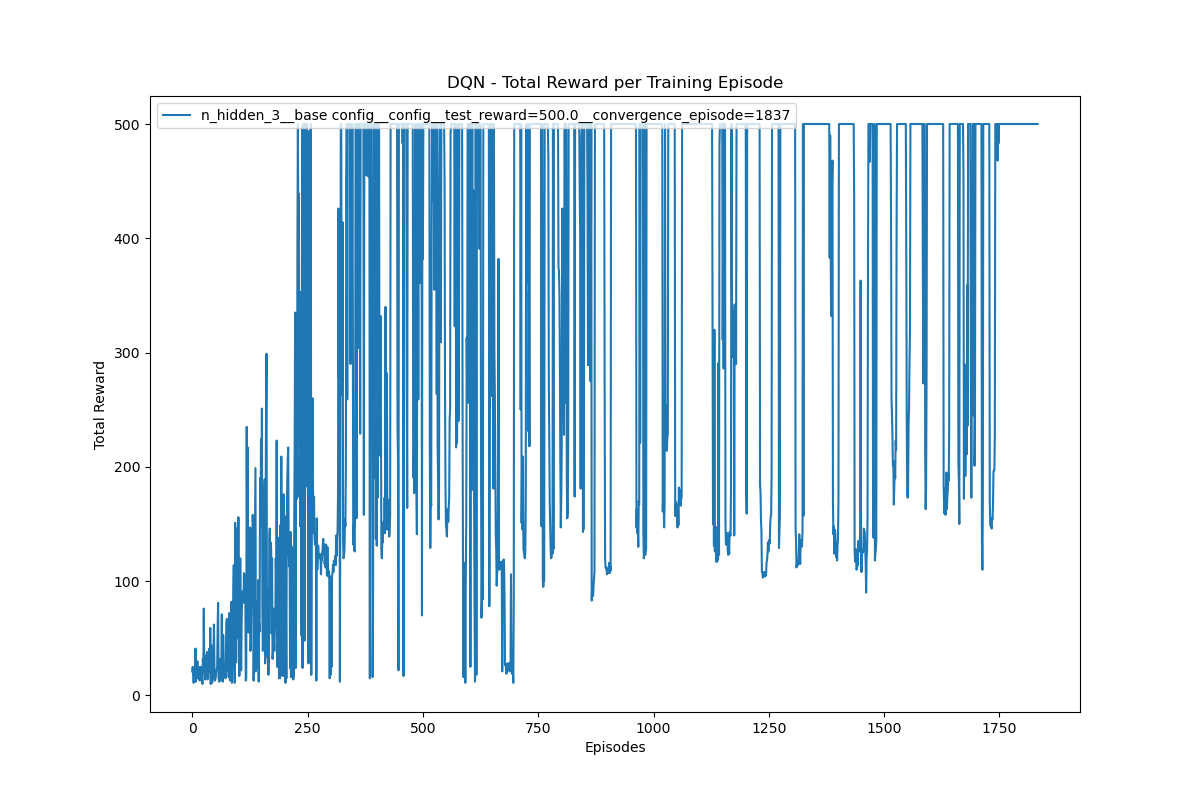 DQN - Total Reward per Training Episode
n_hidden_3__base config__config__test_reward=500.0__convergence_episode=1837
500
400
300
200
100
0
Total Reward
0 250 500 750 1000 1250 1500 1750
Episodes